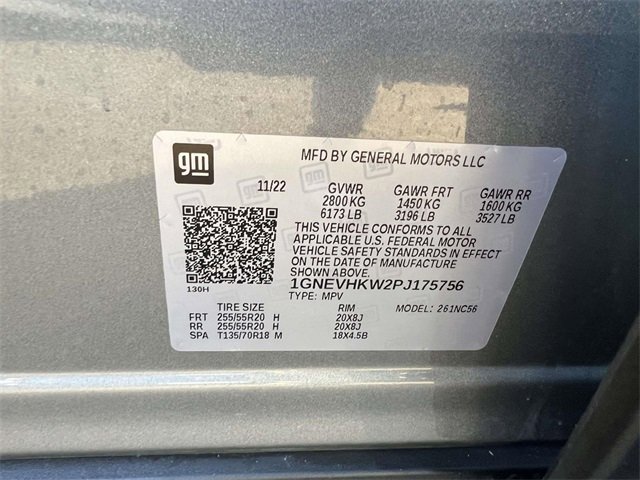 gm
MFD BY GENERAL MOTORS LLC
11/22 GVWR GAWR FRT GAWR RR
2800 KG 1450 KG 1600 KG
6173 LB 3196 LB 3527 LB
THIS VEHICLE CONFORMS TO ALL
APPLICABLE U.S. FEDERAL MOTOR
VEHICLE SAFETY STANDARDS IN EFFECT
ON THE DATE OF MANUFACTURE
SHOWN ABOVE.
130H
1GNEVHKW2PJ175756
TYPE: MPV MODEL: 261NC56
TIRE SIZE RIM
FRT 255/55R20 H 20X8J
RR 255/55R20 H 20X8J
SPA T135/70R18 M 18X4.5B